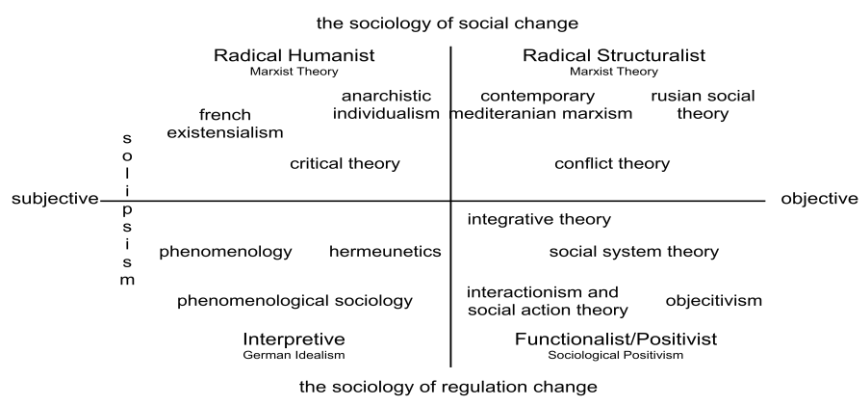 the sociology of social change
Radical Humanist
Marxist Theory
Radical Structuralist
Marxist Theory
french
existensialism
anarchistic
individualism
contemporary
mediteranian marxism
rusian social
theory
critical theory
conflict theory
solipsism
subjective
objective
integrative theory
phenomenology
hermeunetics
social system theory
phenomenological sociology
interactionism and
social action theory
objecitivism
Interpretive
German Idealism
Functionalist/Positivist
Sociological Positivism
the sociology of regulation change